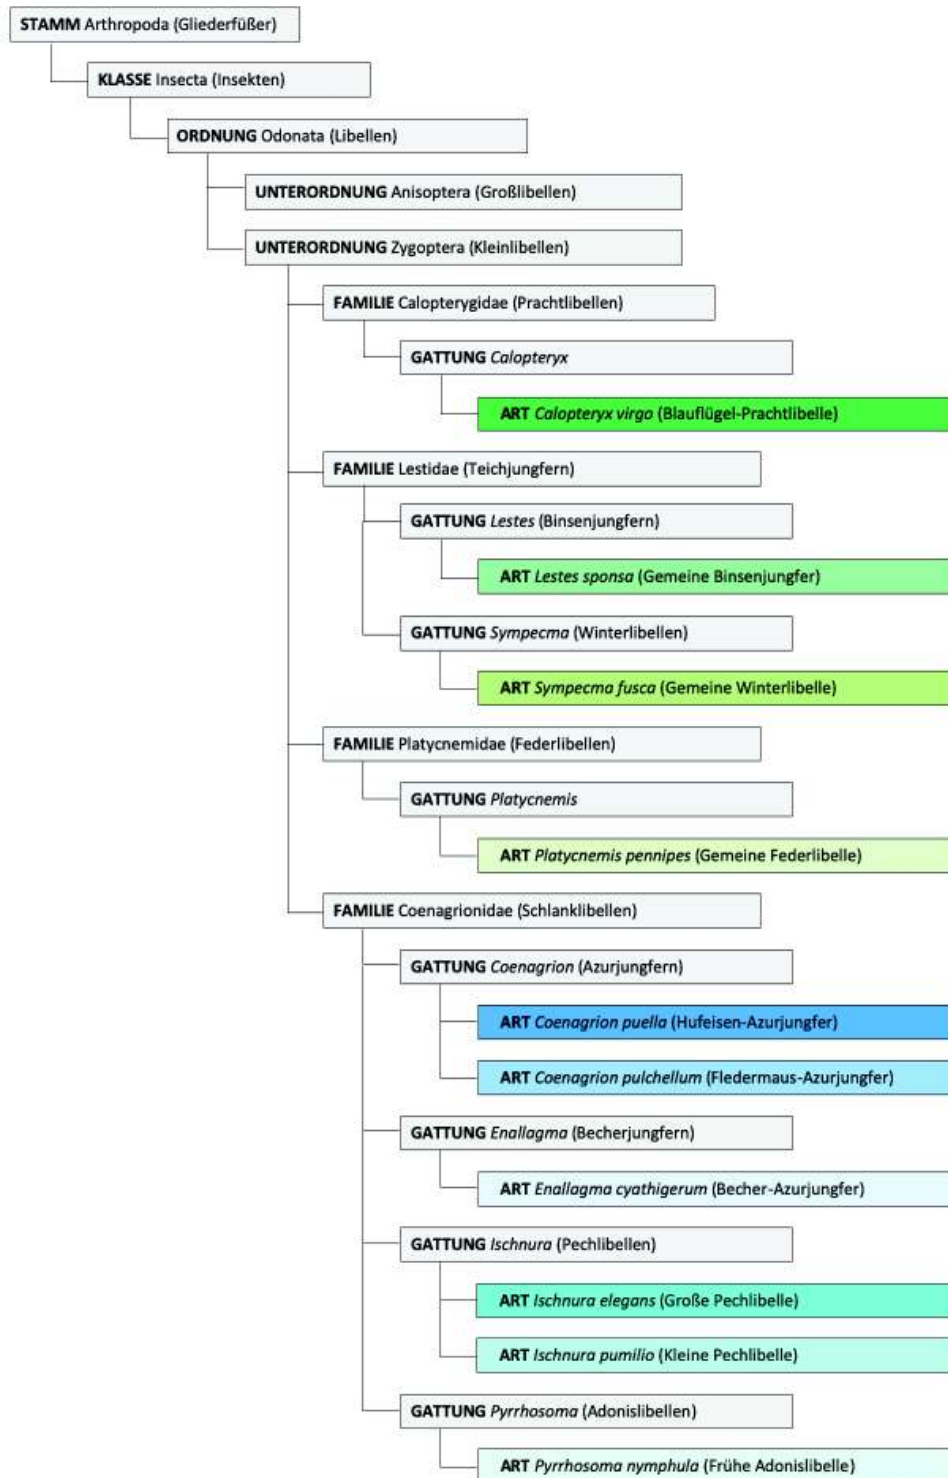 STAMM Arthropoda (Gliederfüßer)
KLASSE Insecta (Insekten)
ORDNUNG Odonata (Libellen)
UNTERORDNUNG Anisoptera (Großlibellen)
UNTERORDNUNG Zygoptera (Kleinlibellen)
FAMILIE Calopterygidae (Prachtlibellen)
GATTUNG Calopteryx
ART Calopteryx virgo (Blauflügel-Prachtlibelle)
FAMILIE Lestidae (Teichjungfern)
GATTUNG Lestes (Binsenjungfern)
ART Lestes sponsa (Gemeine Binsenjungfer)
GATTUNG Sympecma (Winterlibellen)
ART Sympecma fusca (Gemeine Winterlibelle)
FAMILIE Platycnemidae (Federlibellen)
GATTUNG Platycnemis
ART Platycnemis pennipes (Gemeine Federlibelle)
FAMILIE Coenagrionidae (Schlanklibellen)
GATTUNG Coenagrion (Azurjungfern)
ART Coenagrion puella (Hufeisen-Azurjungfer)
ART Coenagrion pulchellum (Fledermaus-Azurjungfer)
GATTUNG Enallagma (Becherjungfern)
ART Enallagma cyathigerum (Becher-Azurjungfer)
GATTUNG Ischnura (Pechlibellen)
ART Ischnura elegans (Große Pechlibelle)
ART Ischnura pumilio (Kleine Pechlibelle)
GATTUNG Pyrrhosoma (Adonislibellen)
ART Pyrrhosoma nymphula (Frühe Adonislibelle)